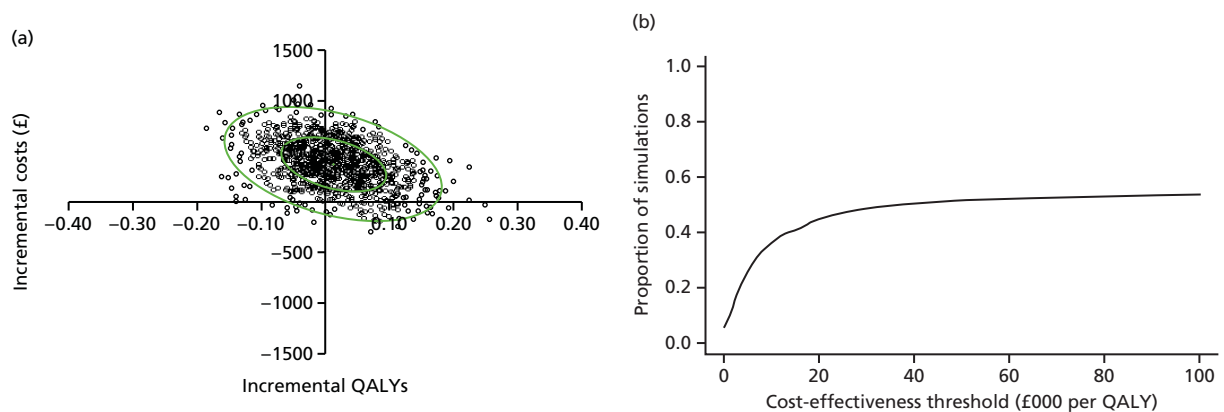 (a)
1500
1000
−500
−1000
−1500
−0.40 −0.30 −0.20 −0.10 0.10 0.20 0.30 0.40
Incremental costs (£)
Incremental QALYs
(b)
1.0
0.8
0.6
0.4
0.2
0.0
Proportion of simulations
0 20 40 60 80 100
Cost-effectiveness threshold (£000 per QALY)